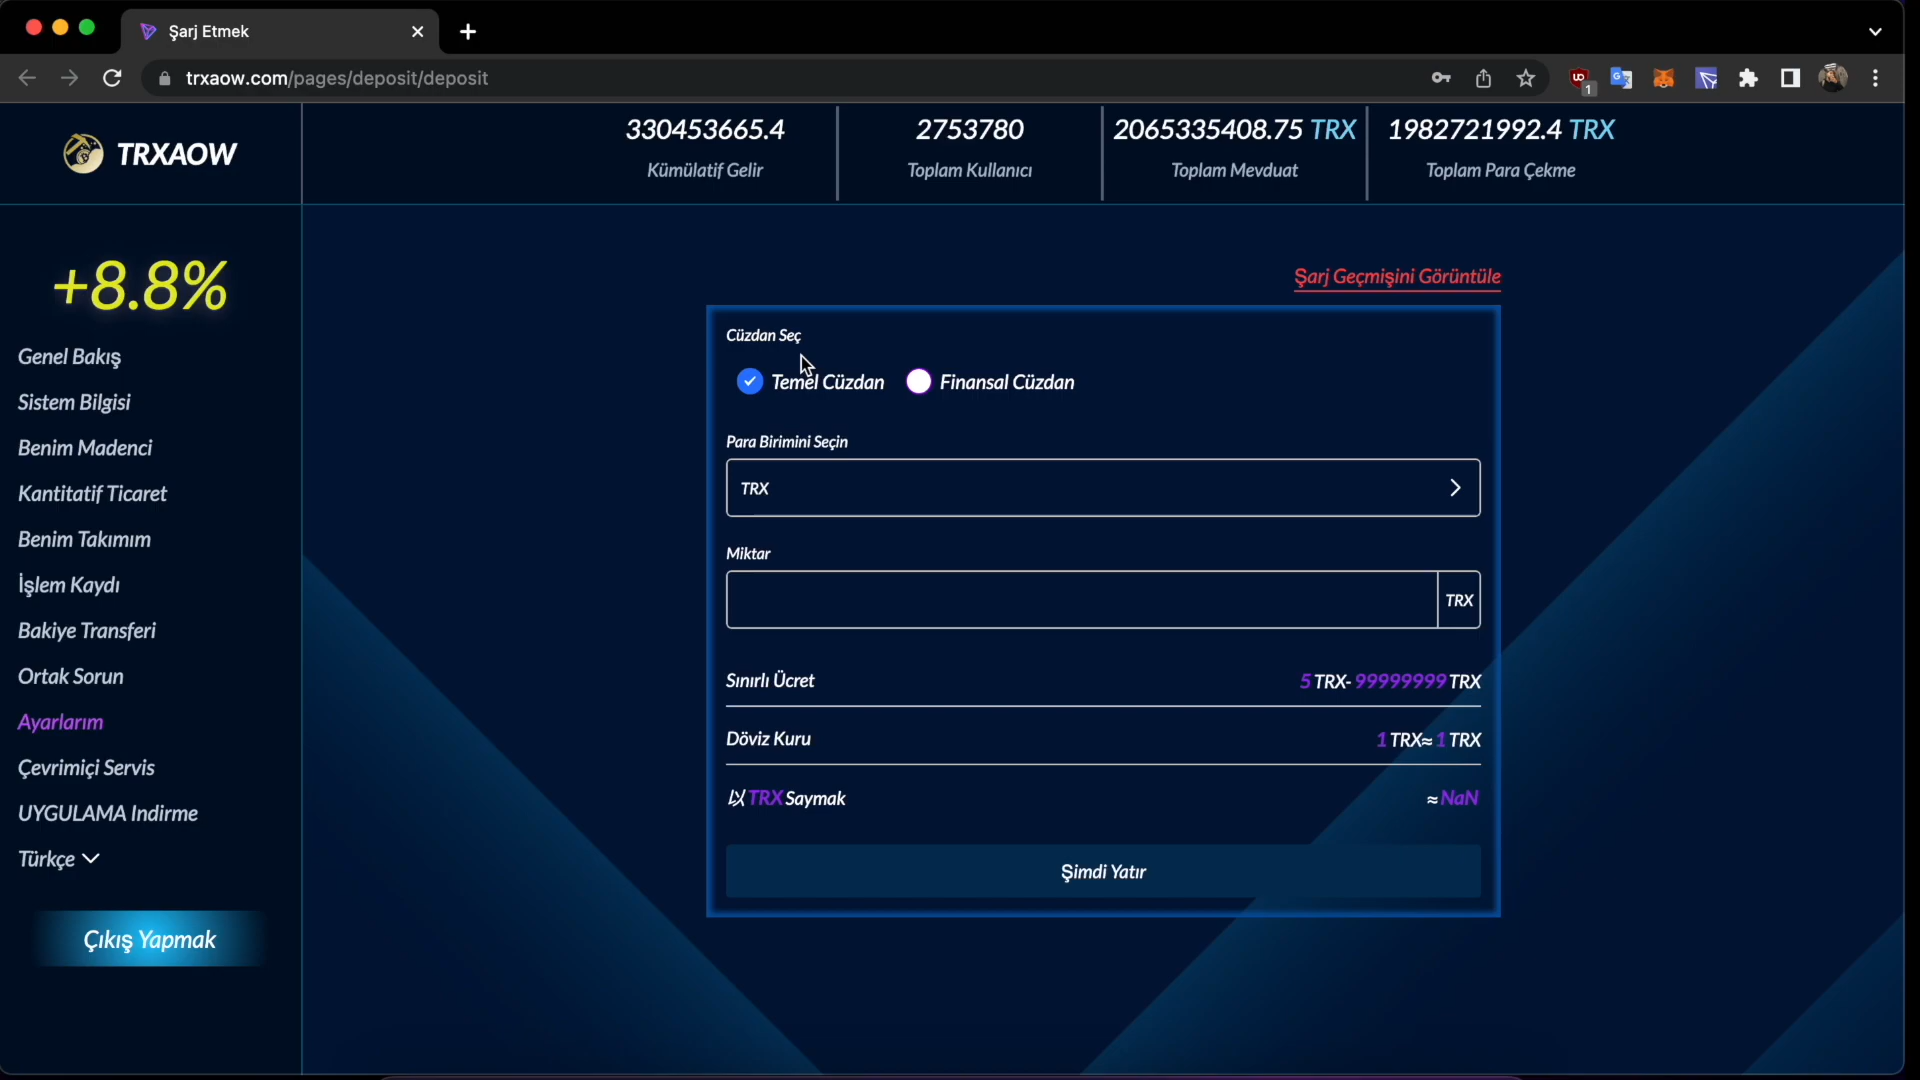 Şarj Etmek
trxaow.com/pages/deposit/deposit
1
TRXAOW
330453665.4
Kümülatif Gelir
2753780
Toplam Kullanıcı
2065335408.75 TRX
Toplam Mevduat
1982721992.4 TRX
Toplam Para Çekme
+8.8%
Genel Bakış
Sistem Bilgisi
Benim Madenci
Kantitatif Ticaret
Benim Takımım
İşlem Kaydı
Bakiye Transferi
Ortak Sorun
Ayarlarım
Çevrimiçi Servis
UYGULAMA Indirme
Türkçe
Çıkış Yapmak
Şarj Geçmişini Görüntüle
Cüzdan Seç
Temel Cüzdan
Finansal Cüzdan
Para Birimini Seçin
TRX
Miktar
TRX
Sınırlı Ücret
5 TRX- 99999999 TRX
Döviz Kuru
1 TRX≈ 1 TRX
以 TRX Saymak
≈ NaN
Şimdi Yatır